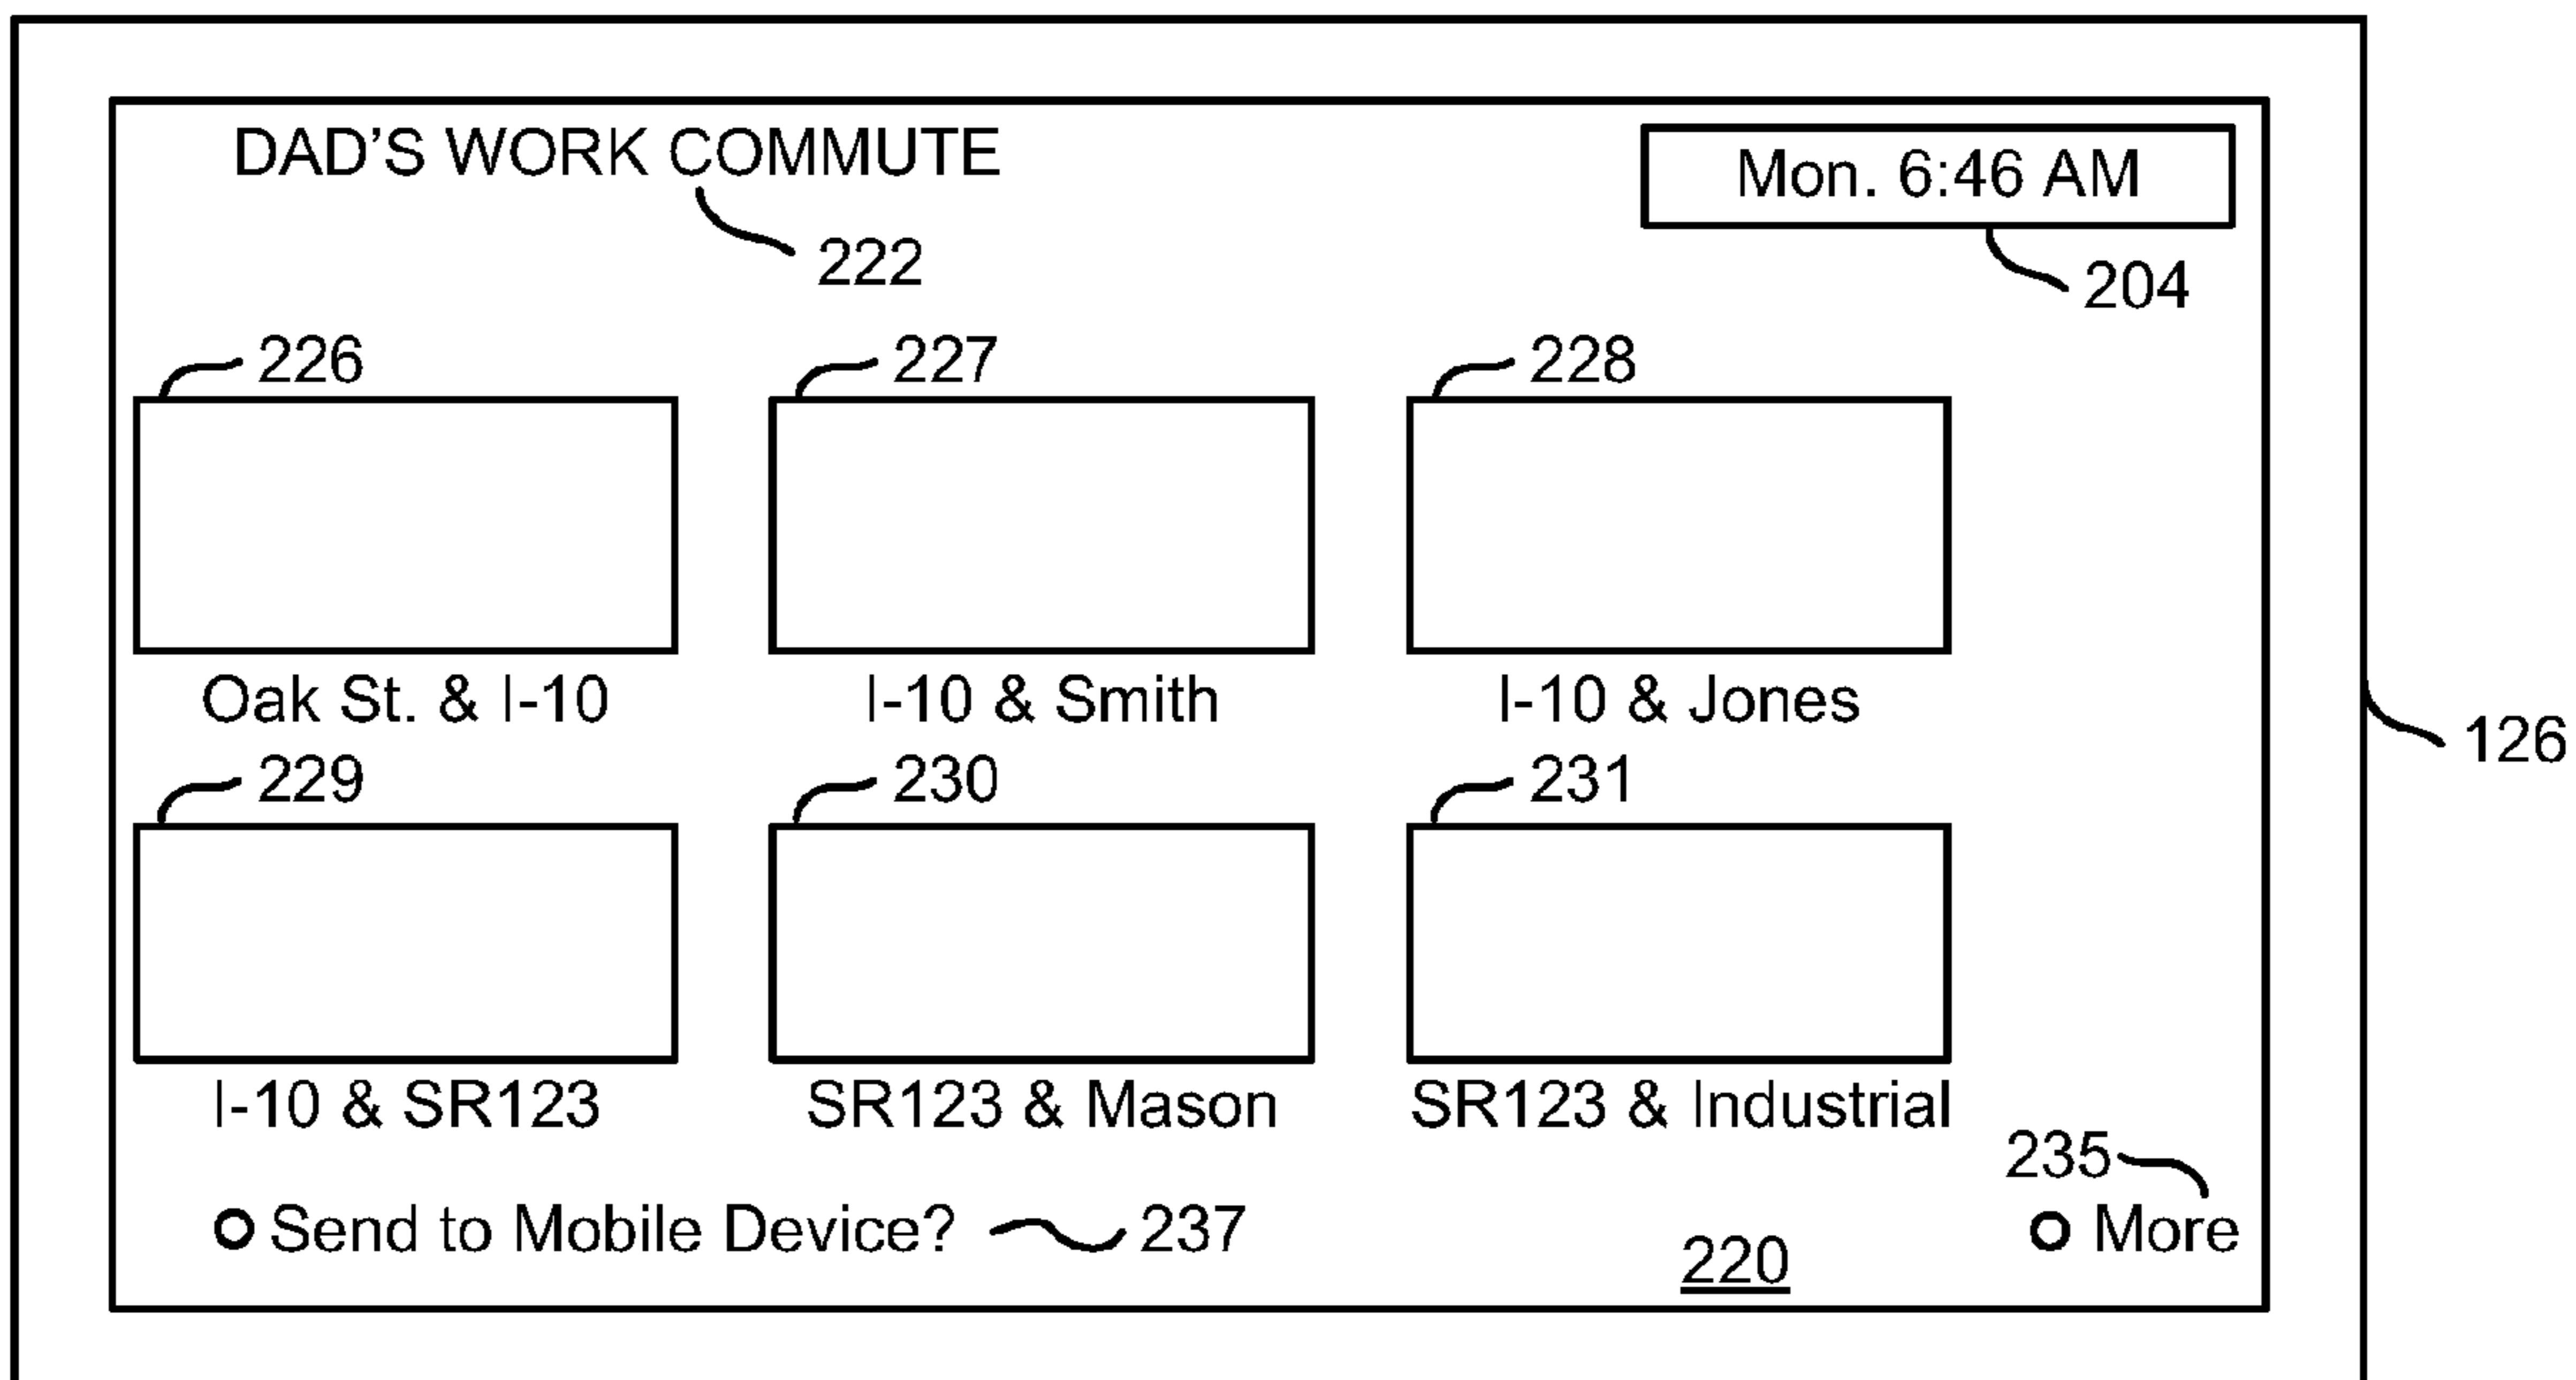 DAD'S WORK COMMUTE
Mon. 6:46 AM
222
204
226
227
228
Oak St. & I-10
I-10 & Smith
I-10 & Jones
126
229
230
231
I-10 & SR123
SR123 & Mason
SR123 & Industrial
235
Send to Mobile Device?
237
More
220